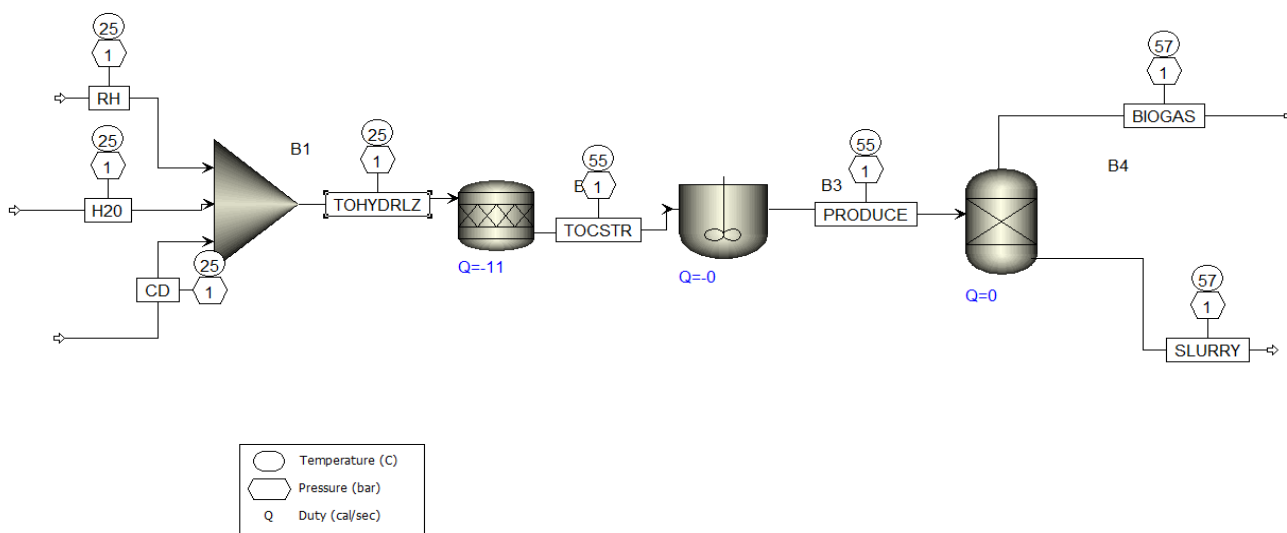 25
1
RH
25
1
H20
25
1
CD
B1
25
1
TOHYDRLZ
Q=-11
55
1
TOCSTR
Q=-0
B3
55
1
PRODUCE
Q=0
57
1
BIOGAS
B4
57
1
SLURRY
Temperature (C)
Pressure (bar)
Q Duty (cal/sec)